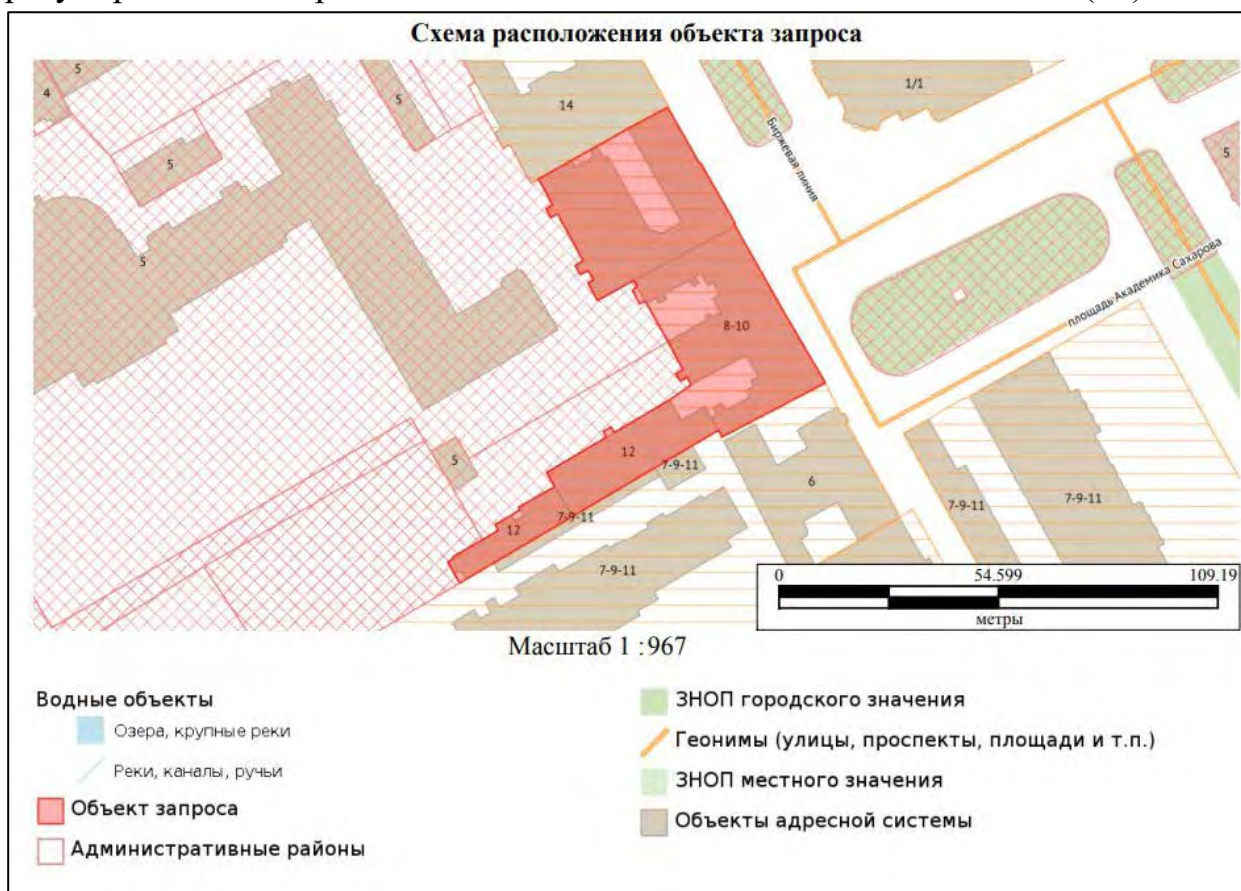 Схема расположения объекта запроса
5
4
5
14
1/1
5
5
Биржевая линия
5
площадь Академика Сахарова
8-10
5
12
7-9-11
6
7-9-11
7-9-11
12
7-9-11
7-9-11
0 54.599 109.19
метры
Масштаб 1 :967
Водные объекты
Озера, крупные реки
Реки, каналы, ручьи
Объект запроса
Административные районы
ЗНОП городского значения
Геонимы (улицы, проспекты, площади и т.п.)
ЗНОП местного значения
Объекты адресной системы